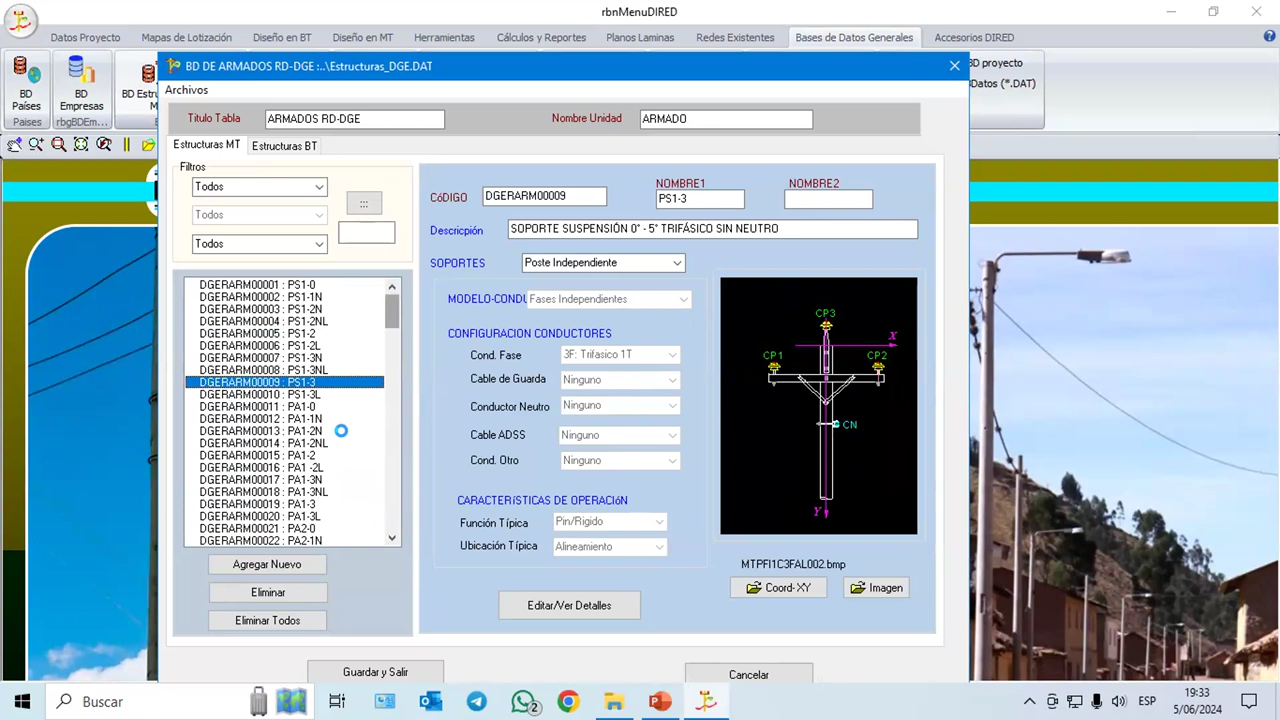 rbnMenuDIRED
Datos Proyecto Mapas de Lotización Diseño en BT Diseño en MT Herramientas Cálculos y Reportes Planos Laminas Redes Existentes Bases de Datos Generales Accesorios DIRED
BD Países
Paises
BD Empresas
rbgBDEm...
BD Estru
BD proyecto
Datos (*.DAT)
BD DE ARMADOS RD-DGE :..\Estructuras_DGE.DAT
Archivos
Titulo Tabla ARMADOS RD-DGE Nombre Unidad ARMADO
Estructuras MT Estructuras BT
Filtros
Todos
:::
Todos
Todos
DGERARM00001 : PS1-0
DGERARM00002 : PS1-1N
DGERARM00003 : PS1-2N
DGERARM00004 : PS1-2NL
DGERARM00005 : PS1-2
DGERARM00006 : PS1-2L
DGERARM00007 : PS1-3N
DGERARM00008 : PS1-3NL
DGERARM00009 : PS1-3
DGERARM00010 : PS1-3L
DGERARM00011 : PA1-0
DGERARM00012 : PA1-1N
DGERARM00013 : PA1-2N
DGERARM00014 : PA1-2NL
DGERARM00015 : PA1-2
DGERARM00016 : PA1 -2L
DGERARM00017 : PA1-3N
DGERARM00018 : PA1-3NL
DGERARM00019 : PA1-3
DGERARM00020 : PA1-3L
DGERARM00021 : PA2-0
DGERARM00022 : PA2-1N
Agregar Nuevo
Eliminar
Eliminar Todos
NOMBRE1 NOMBRE2
CóDIGO DGERARM00009 PS1-3
Descricpión SOPORTE SUSPENSIÓN 0° - 5° TRIFÁSICO SIN NEUTRO
SOPORTES Poste Independiente
MODELO-CONDU Fases Independientes
CONFIGURACION CONDUCTORES
Cond. Fase 3F: Trifasico 1T
Cable de Guarda Ninguno
Conductor Neutro Ninguno
Cable ADSS Ninguno
Cond. Otro Ninguno
CARACTERíSTICAS DE OPERACIóN
Función Típica Pin/Rigido
Ubicación Típica Alineamiento
Editar/Ver Detalles
CP3
X
CP1 CP2
CN
Y
MTPFI1C3FAL002.bmp
Coord-XY Imagen
Guardar y Salir Cancelar
Buscar
2
ESP
19:33
5/06/2024